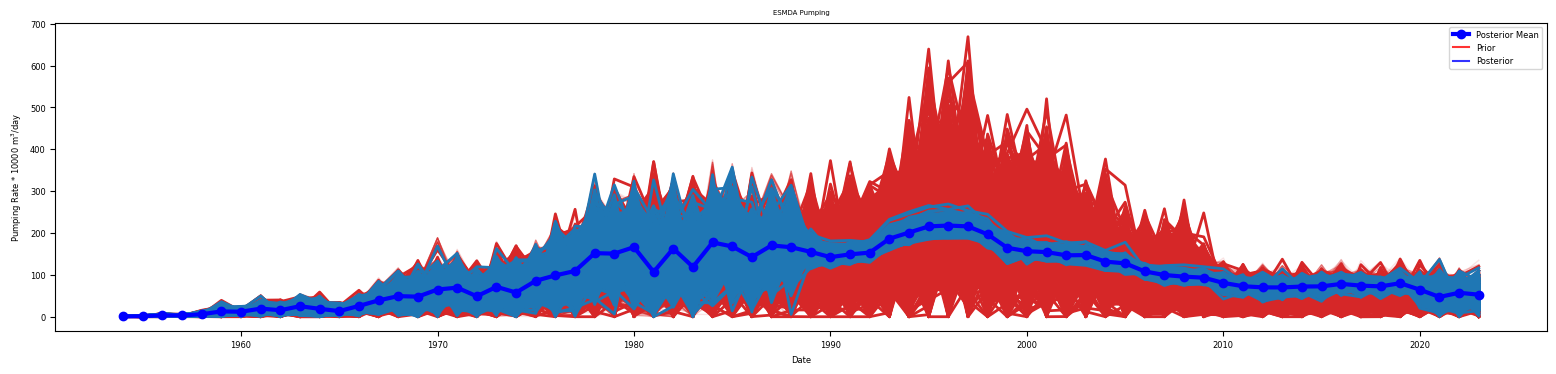 ESMDA Pumping
Pumping Rate * 10000 m³/day
700
600
500
400
300
200
100
0
Posterior Mean
Prior
Posterior
1960 1970 1980 1990 2000 2010 2020
Date